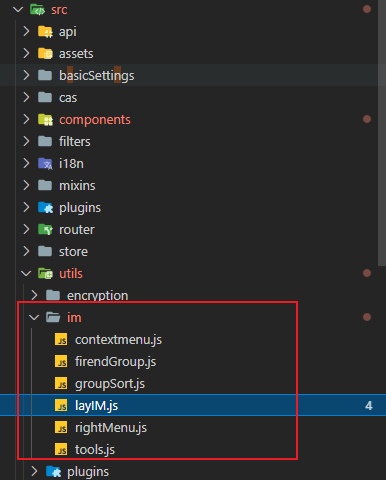 src
api
assets
basicSettings
cas
components
filters
i18n
mixins
plugins
router
store
utils
encryption
im
JS contextmenu.js
JS firendGroup.js
JS groupSort.js
JS layIM.js 4
JS rightMenu.js
JS tools.js
plugins